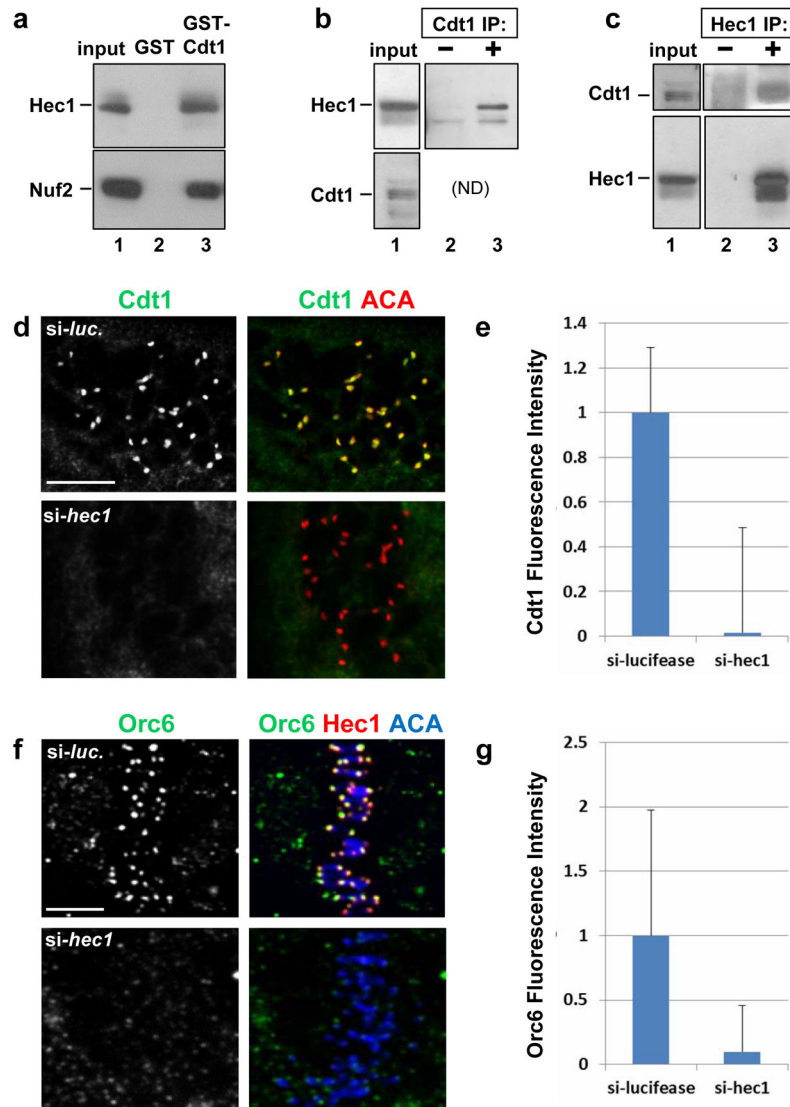 a
input GST GST-Cdt1
Hec1
Nuf2
1 2 3
b
Cdt1 IP:
input − +
Hec1
Cdt1
(ND)
1 2 3
c
Hec1 IP:
input − +
Cdt1
Hec1
1 2 3
d
Cdt1
Cdt1 ACA
si-luc.
si-hec1
e
Cdt1 Fluorescence Intensity
1.4
1.2
1
0.8
0.6
0.4
0.2
0
si-lucifease si-hec1
f
Orc6
Orc6 Hec1 ACA
si-luc.
si-hec1
g
Orc6 Fluorescence Intensity
2.5
2
1.5
1
0.5
0
si-lucifease si-hec1